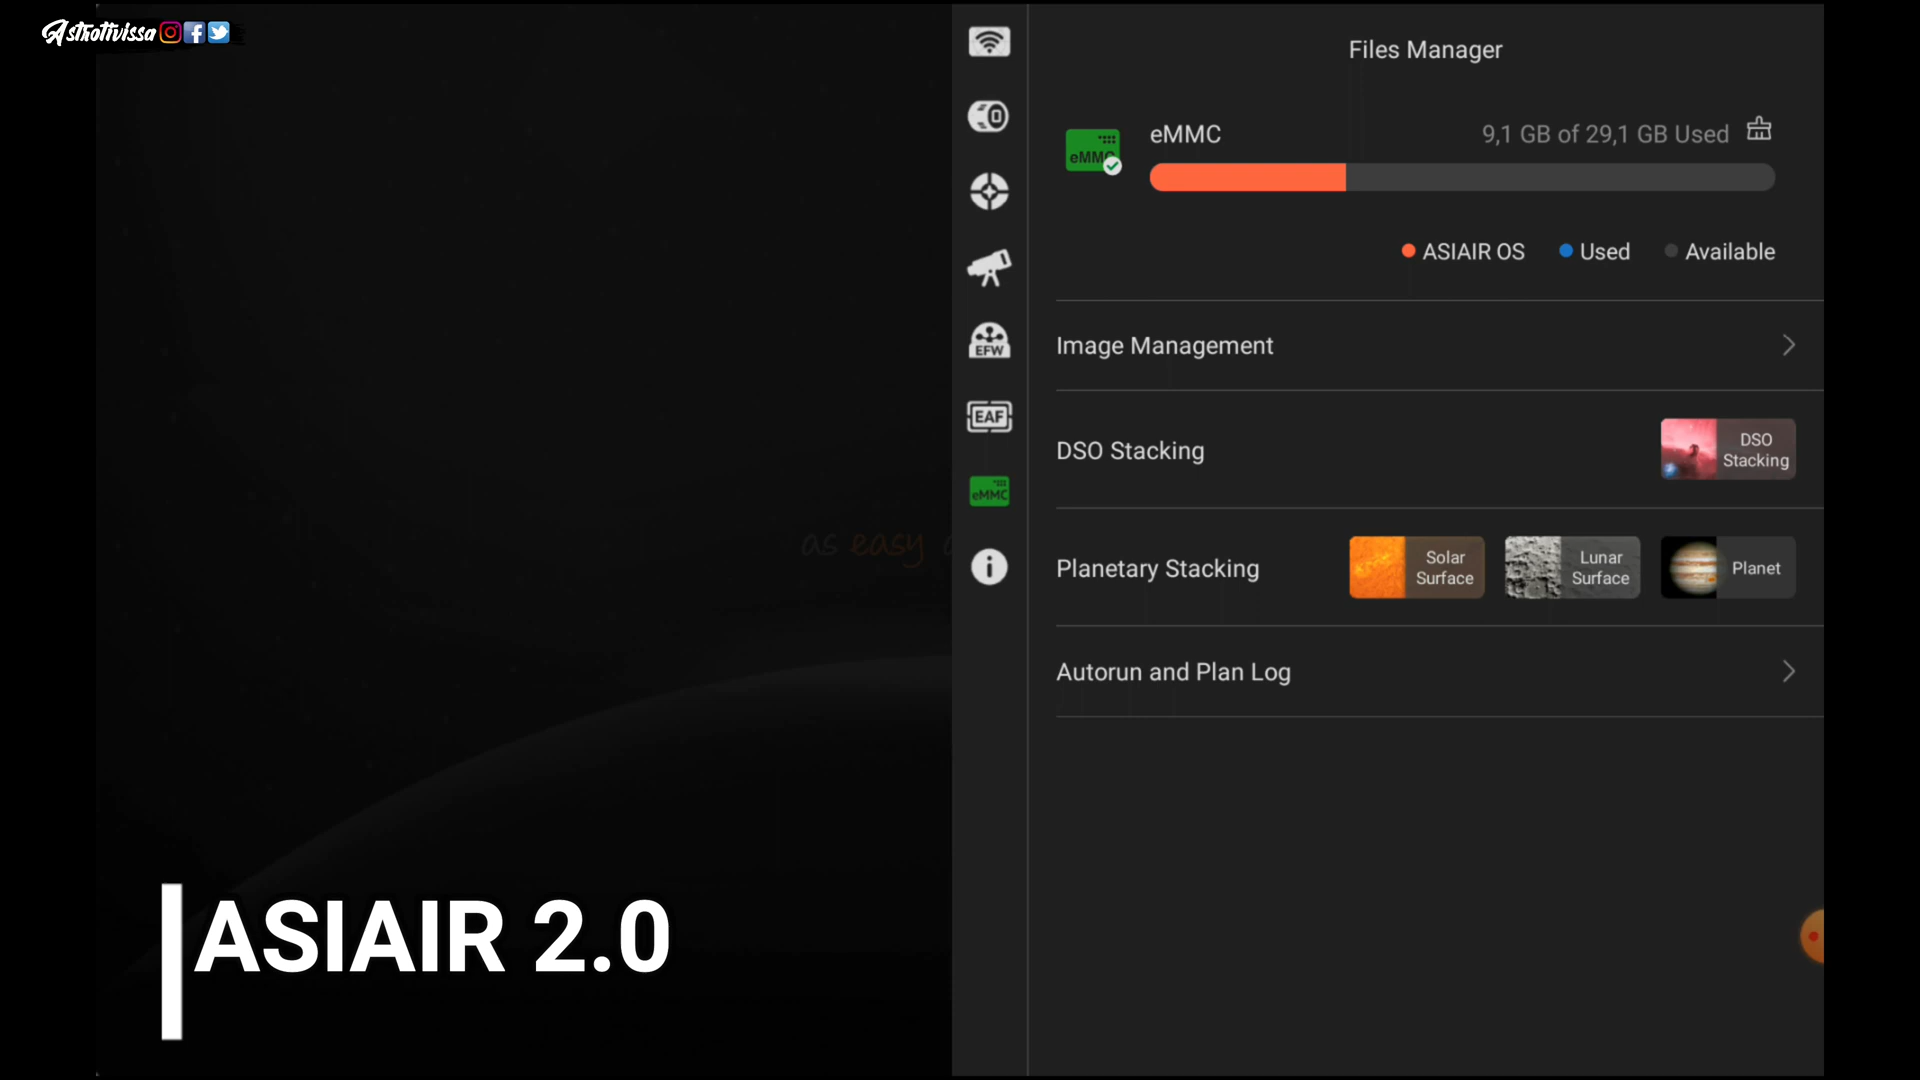 Astrotivissa
Files Manager
eMMC
9,1 GB of 29,1 GB Used
eMMC
ASIAIR OS
Used
Available
Image Management
DSO Stacking
DSO
Stacking
Planetary Stacking
Solar
Surface
Lunar
Surface
Planet
Autorun and Plan Log
EFW
EAF
eMMC
as easy
ASIAIR 2.0